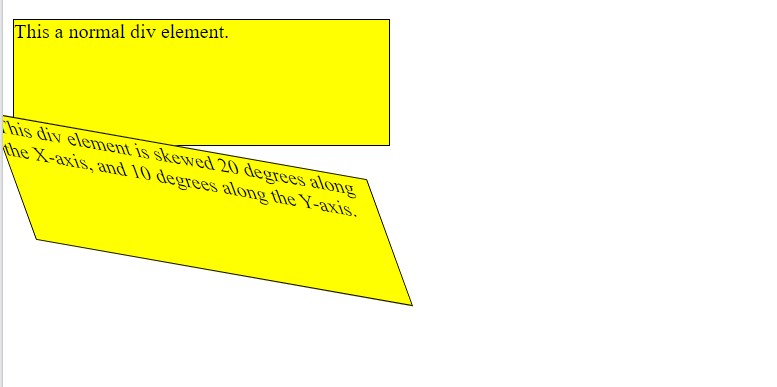 This a normal div element.
This div element is skewed 20 degrees along
the X-axis, and 10 degrees along the Y-axis.